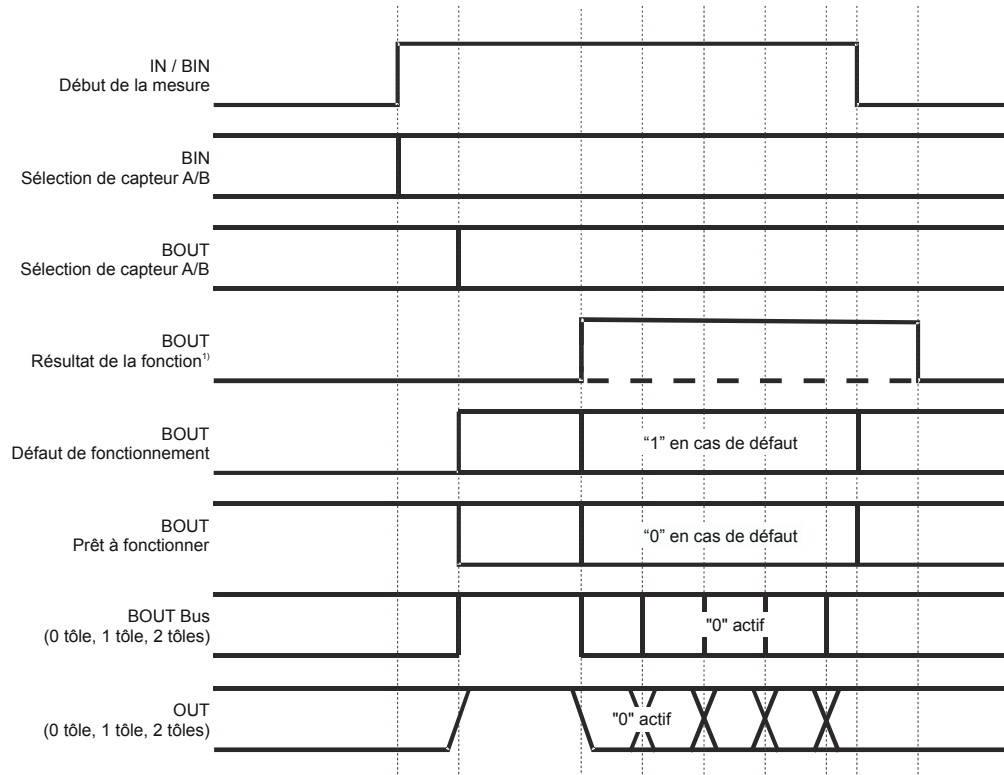 IN / BIN
Début de la mesure
BIN
Sélection de capteur A/B
BOUT
Sélection de capteur A/B
BOUT
Résultat de la fonction¹⁾
BOUT
Défaut de fonctionnement
“1” en cas de défaut
BOUT
Prêt à fonctionner
“0” en cas de défaut
BOUT Bus
(0 tôle, 1 tôle, 2 tôles)
"0" actif
OUT
(0 tôle, 1 tôle, 2 tôles)
"0" actif